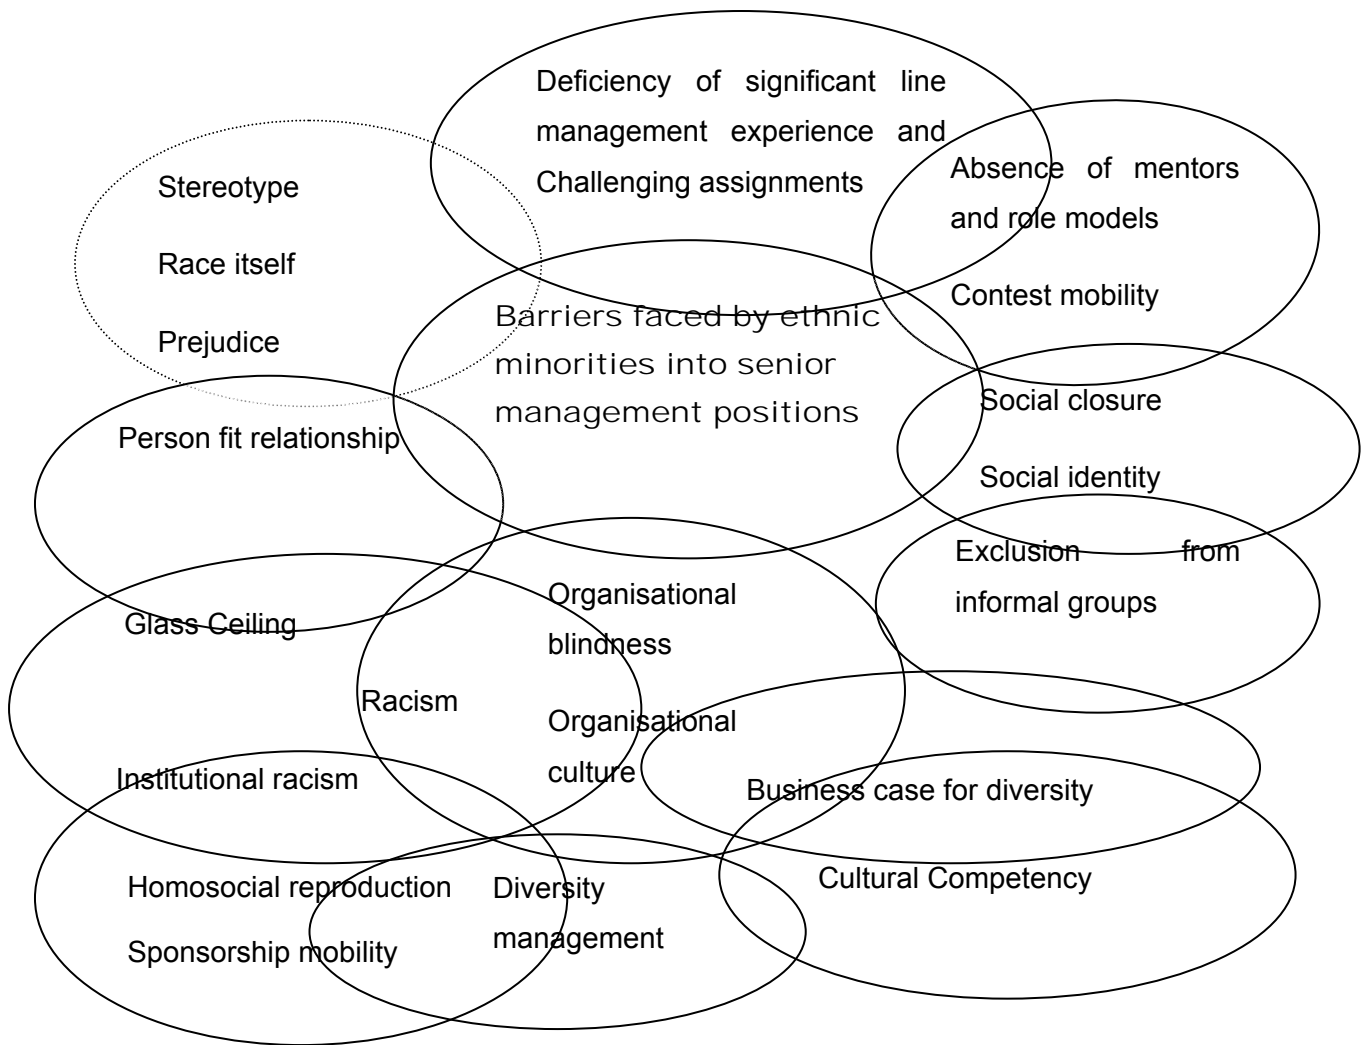 Deficiency of significant line
management experience and
Challenging assignments
Absence of mentors
and role models
Contest mobility
Stereotype
Race itself
Prejudice
Barriers faced by ethnic
minorities into senior
management positions
Social closure
Social identity
Person fit relationship
Exclusion from
informal groups
Organisational
blindness
Glass Ceiling
Racism
Organisational
culture
Institutional racism
Business case for diversity
Cultural Competency
Homosocial reproduction
Sponsorship mobility
Diversity
management